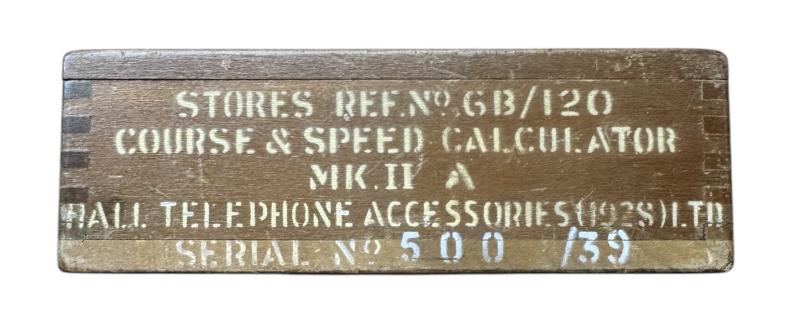 STORES REF.Nº.6B/120
COURSE & SPEED CALCULATOR
MK.II A
HALL TELEPHONE ACCESSORIES (1928) LTD
SERIAL Nº 500 /39